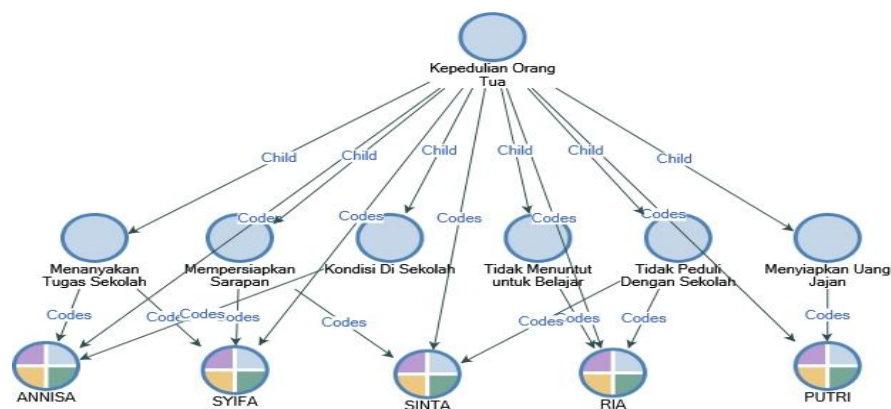 Kepedulian Orang
Tua
Child
Child
Child
Child
Child
Child
Codes
Codes
Codes
Codes
Codes
Menanyakan
Tugas Sekolah
Mempersiapkan
Sarapan
Kondisi Di Sekolah
Tidak Menuntut
untuk Belajar
Tidak Peduli
Dengan Sekolah
Menyiapkan Uang
Jajan
Codes
Codes
Codes
Codes
Codes
Codes
Codes
Codes
Codes
ANNISA
SYIFA
SINTA
RIA
PUTRI